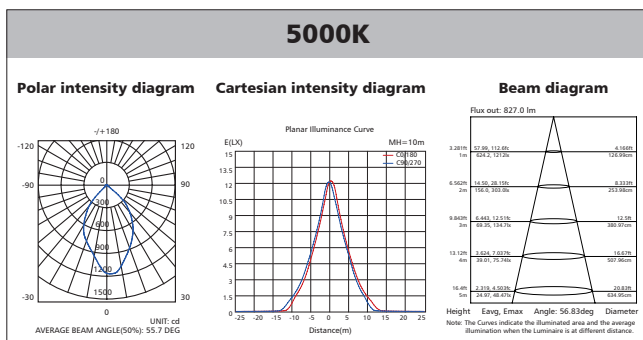 5000K
Polar intensity diagram
Cartesian intensity diagram
Beam diagram
-/+180
-120
120
-90
90
-30
30
0
0
300
600
900
1200
1500
UNIT: cd
AVERAGE BEAM ANGLE(50%): 55.7 DEG
Planar Illuminance Curve
E(LX)
MH=10m
C0/180
C90/270
15
13.5
12
10.5
9
7.5
6
4.5
3
1.5
0
-25 -20 -15 -10 -5 0 5 10 15 20 25
Distance(m)
Flux out: 827.0 lm
3.281ft 57.99, 112.6fc 4.166ft
1m 624.2, 1212lx 126.99cm
6.562ft 14.50, 28.15fc 8.333ft
2m 156.0, 303.0lx 253.98cm
9.843ft 6.443, 12.51fc 12.5ft
3m 69.35, 134.7lx 380.97cm
13.12ft 3.624, 7.037fc 16.67ft
4m 39.01, 75.74lx 507.96cm
16.4ft 2.319, 4.503fc 20.83ft
5m 24.97, 48.47lx 634.95cm
Height Eavg, Emax Angle: 56.83deg Diameter
Note: The Curves indicate the illuminated area and the average
illumination when the Luminaire is at different distance.